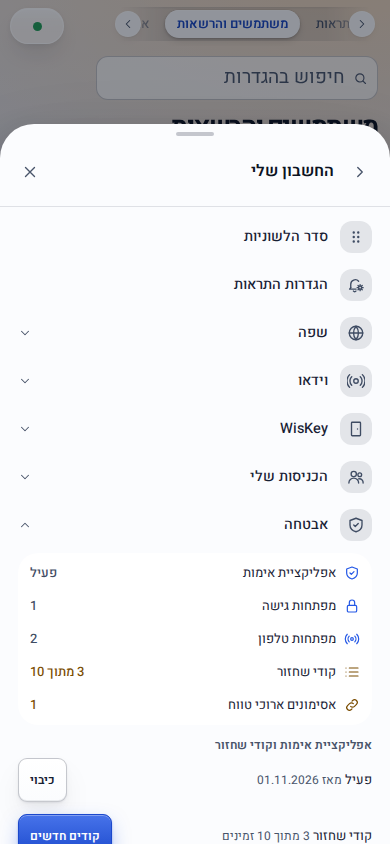 התראות
משתמשים והרשאות
חיפוש בהגדרות
משתמשים והרשאות
החשבון שלי
סדר הלשוניות
הגדרות התראות
שפה
וידאו
WisKey
הכניסות שלי
אבטחה
אפליקציית אימות פעיל
מפתחות גישה 1
מפתחות טלפון 2
קודי שחזור 3 מתוך 10
אסימונים ארוכי טווח 1
אפליקציית אימות וקודי שחזור
פעיל מאז 01.11.2026 כיבוי
קודי שחזור 3 מתוך 10 זמינים קודים חדשים